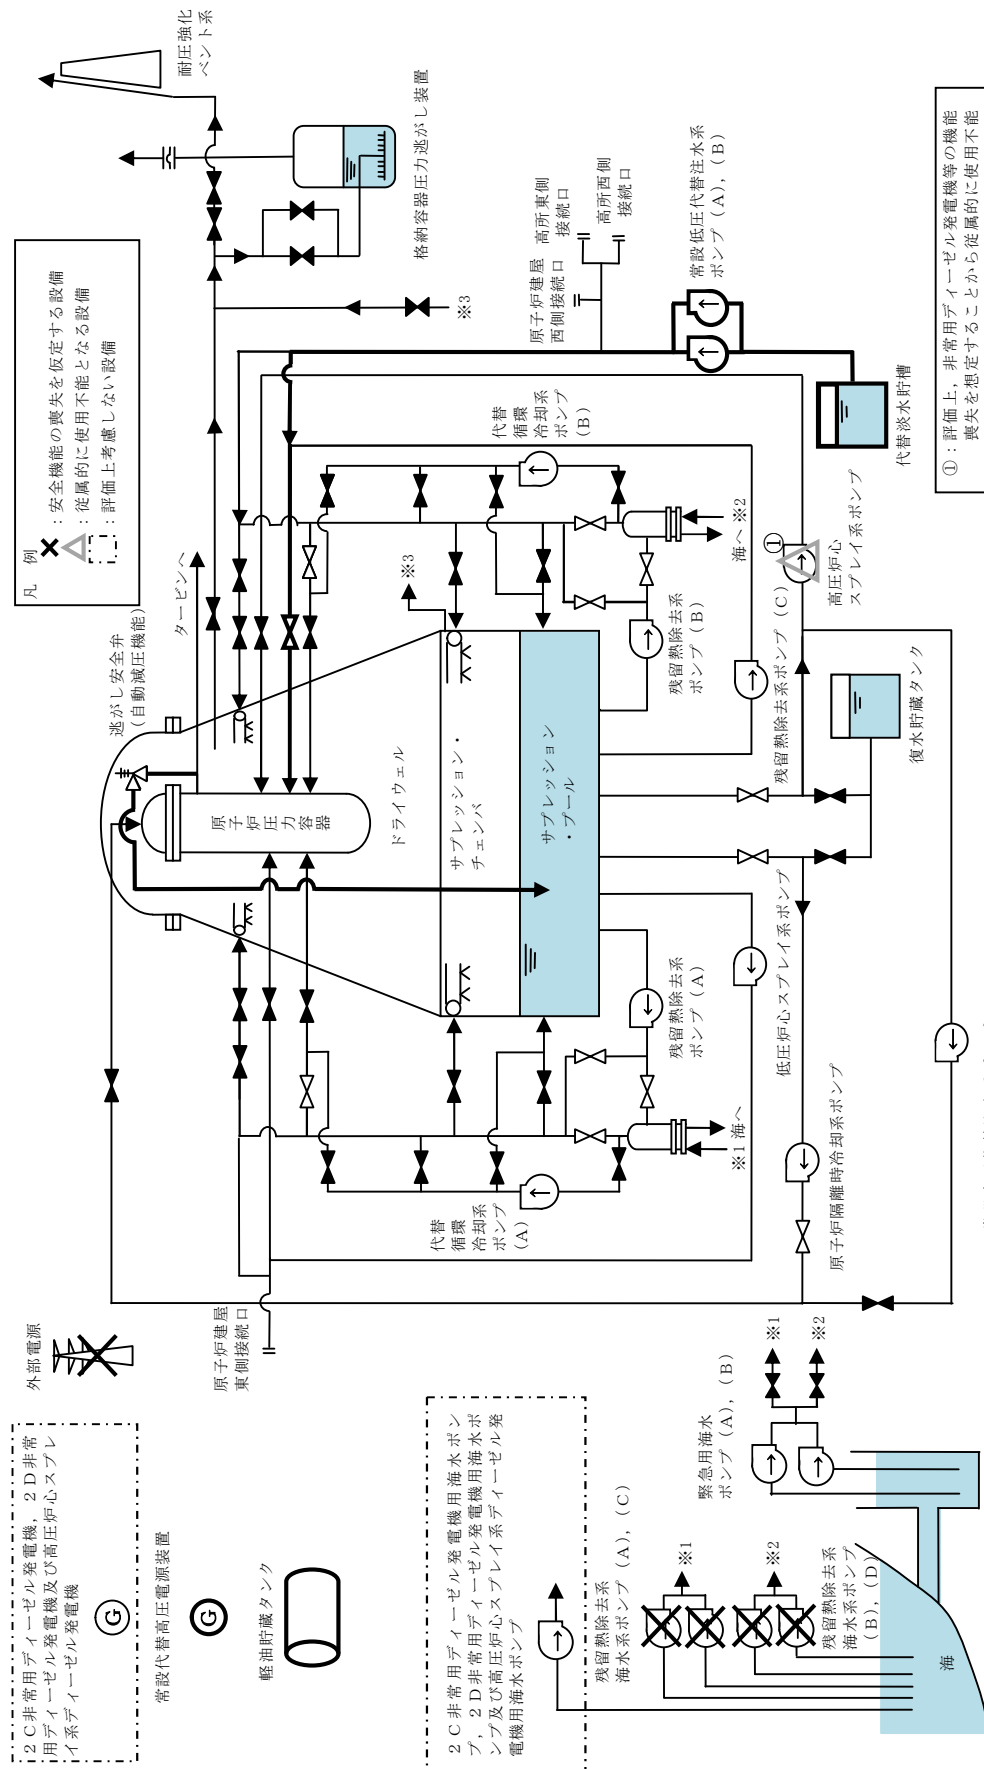 2C非常用ディーゼル発電機，2D非常
用ディーゼル発電機及び高圧炉心スプレ
イ系ディーゼル発電機
G
常設代替高圧電源装置
G
軽油貯蔵タンク
外部電源
原子炉建屋
東側接続口
2C非常用ディーゼル発電機用海水ポン
プ，2D非常用ディーゼル発電機用海水ポ
ンプ及び高圧炉心スプレイ系ディーゼル発
電機用海水ポンプ
残留熱除去系
海水系ポンプ（A），（C）
※1
※2
残留熱除去系
海水系ポンプ
（B），（D）
海
緊急用海水
ポンプ（A），（B）
※1
※2
凡　例
：安全機能の喪失を仮定する設備
：従属的に使用不能となる設備
：評価上考慮しない設備
逃がし安全弁
（自動減圧機能）
タービンへ
原子炉圧力容器
ドライウェル
サプレッション・
チェンバ
サプレッション
・プール
代替
循環
冷却系
ポンプ
（A）
※1
海へ
残留熱除去系
ポンプ（A）
低圧炉心スプレイ系ポンプ
原子炉隔離時冷却系ポンプ
※3
代替
循環
冷却系
ポンプ
（B）
海へ
※2
残留熱除去系
ポンプ（B）
残留熱除去系ポンプ（C）
①
高圧炉心
スプレイ系ポンプ
復水貯蔵タンク
耐圧強化
ベント系
格納容器圧力逃がし装置
※3
原子炉建屋
西側接続口
高所東側
接続口
高所西側
接続口
常設低圧代替注水系
ポンプ（A），（B）
代替淡水貯槽
①：評価上，非常用ディーゼル発電機等の機能
喪失を想定することから従属的に使用不能